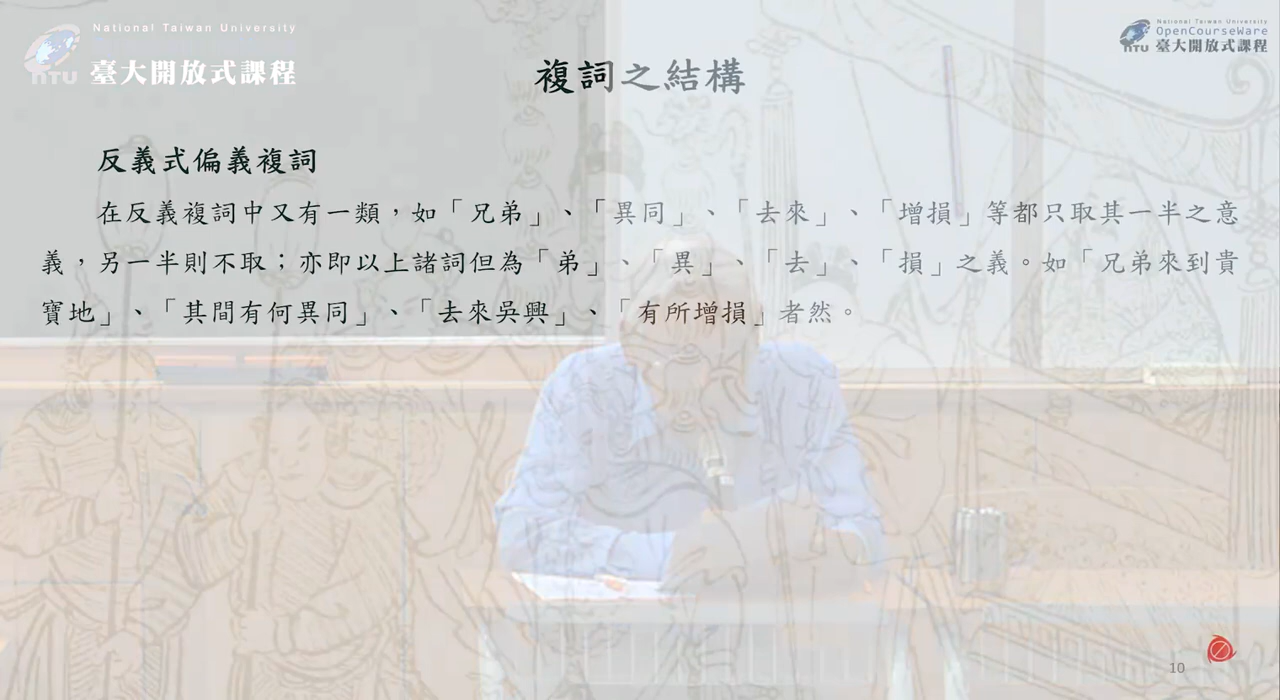 National Taiwan University
臺大開放式課程
NTU
National Taiwan University
OpenCourseWare
臺大開放式課程
NTU
複詞之結構
反義式偏義複詞
在反義複詞中又有一類，如「兄弟」、「異同」、「去來」、「增損」等都只取其一半之意
義，另一半則不取；亦即以上諸詞但為「弟」、「異」、「去」、「損」之義。如「兄弟來到貴
寶地」、「其間有何異同」、「去來吳興」、「有所增損」者然。
10